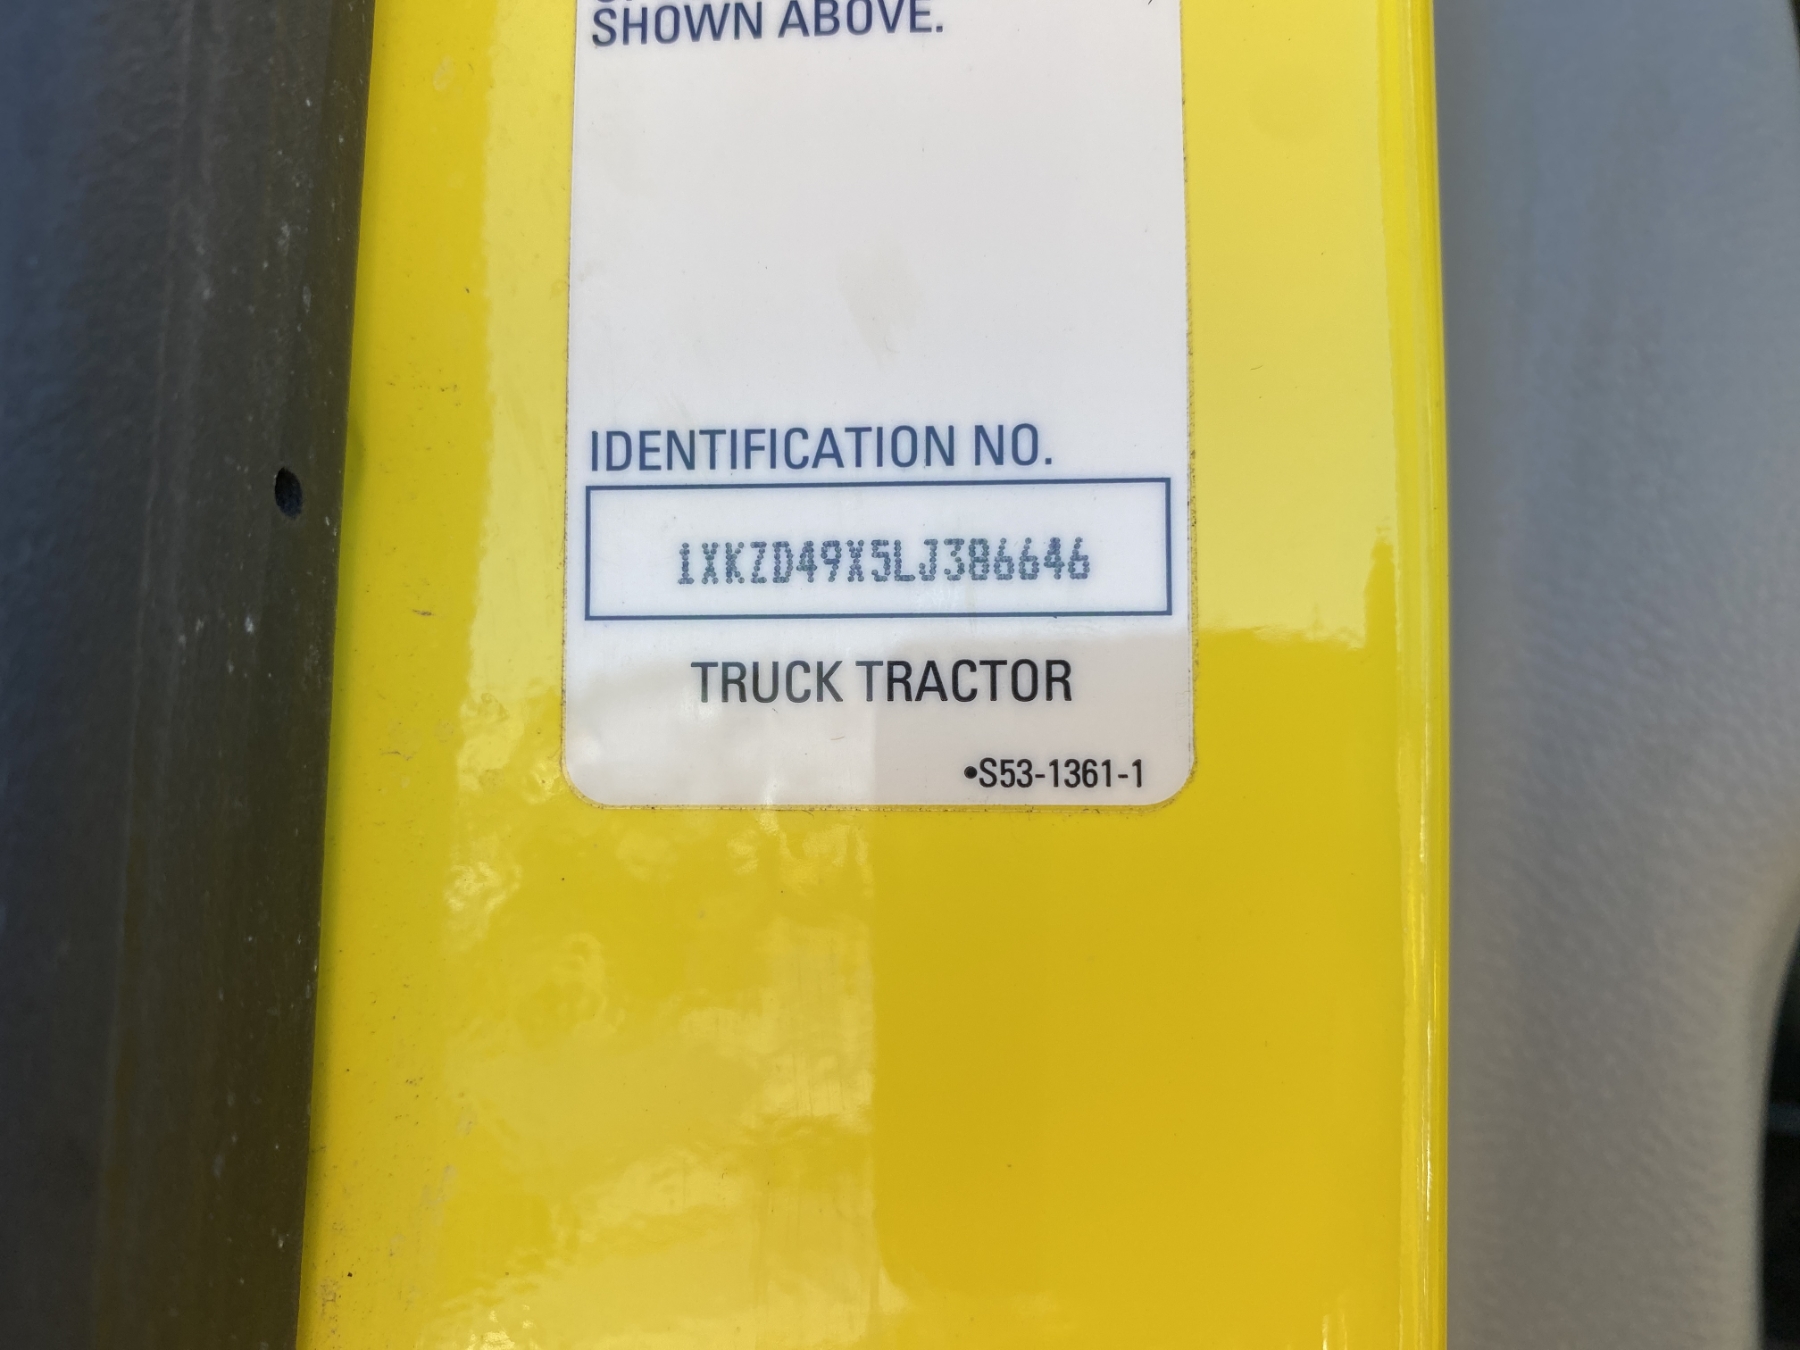 SHOWN ABOVE.
IDENTIFICATION NO.
1XKZD49X5LJ386646
TRUCK TRACTOR
•S53-1361-1